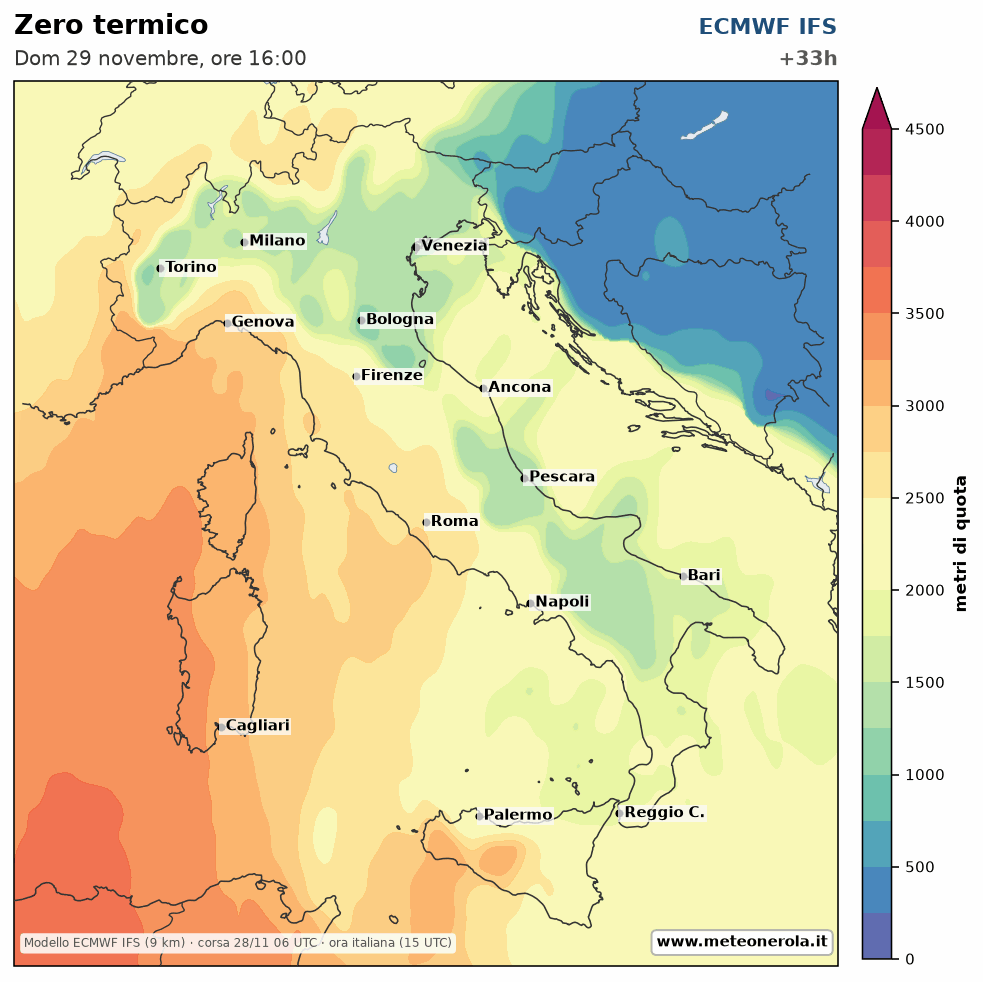 Zero termico
ECMWF IFS
Dom 29 novembre, ore 16:00
+33h
Milano
Venezia
Torino
Genova
Bologna
Firenze
Ancona
Pescara
Roma
Bari
Napoli
Cagliari
Palermo
Reggio C.
4500
4000
3500
3000
2500
2000
1500
1000
500
0
metri di quota
Modello ECMWF IFS (9 km) · corsa 28/11 06 UTC · ora italiana (15 UTC)
www.meteonerola.it